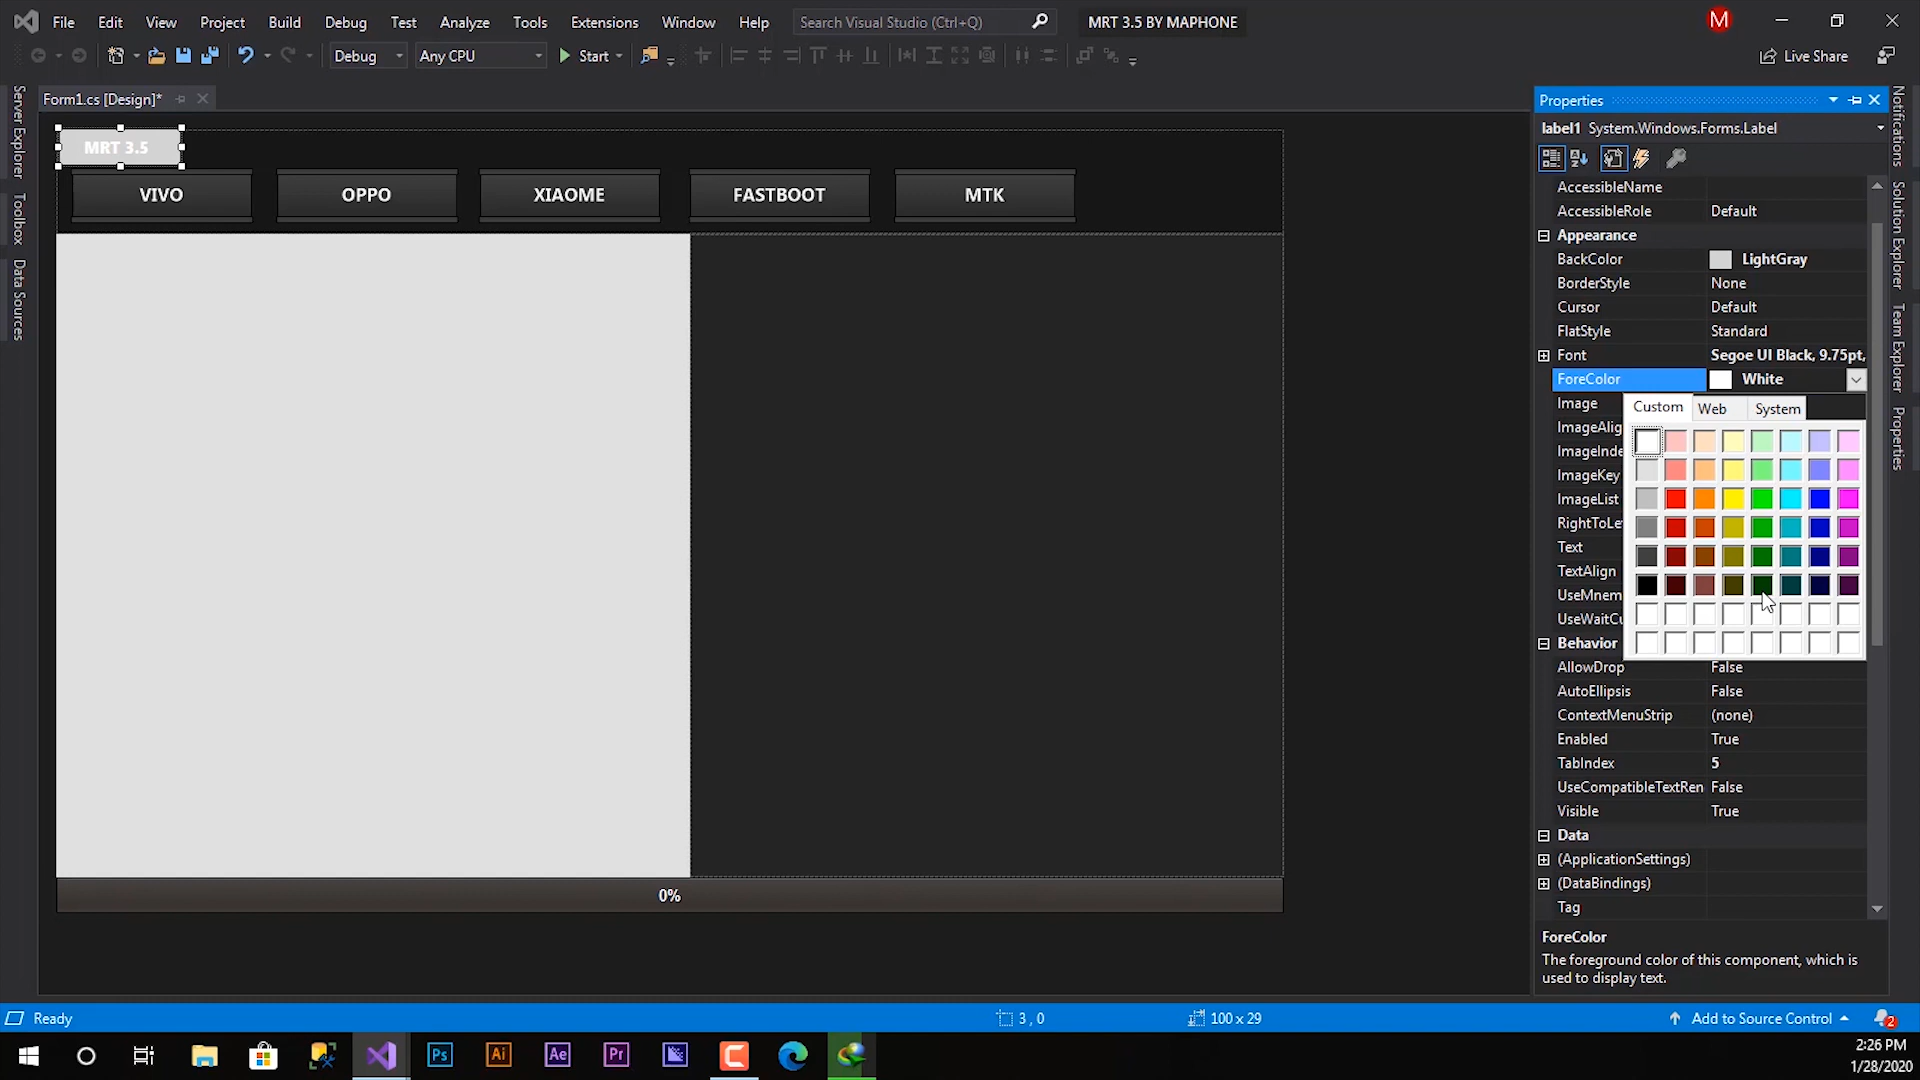 File Edit View Project Build Debug Test Analyze Tools Extensions Window Help Search Visual Studio (Ctrl+Q) MRT 3.5 BY MAPHONE M
Debug Any CPU Start Live Share
Server Explorer
Toolbox
Data Sources
Form1.cs [Design]*
MRT 3.5
VIVO OPPO XIAOME FASTBOOT MTK
0%
Properties
label1 System.Windows.Forms.Label
AccessibleName
AccessibleRole Default
Appearance
BackColor LightGray
BorderStyle None
Cursor Default
FlatStyle Standard
Font Segoe UI Black, 9.75pt,
ForeColor White
Image
Custom Web System
ImageAlig
ImageInde
ImageKey
ImageList
RightToLe
Text
TextAlign
UseMnem
UseWaitCu
Behavior
AllowDrop False
AutoEllipsis False
ContextMenuStrip (none)
Enabled True
TabIndex 5
UseCompatibleTextRen False
Visible True
Data
(ApplicationSettings)
(DataBindings)
Tag
ForeColor
The foreground color of this component, which is
used to display text.
Notifications
Solution Explorer
Team Explorer
Properties
Ready 3 , 0 100 x 29 Add to Source Control 2
Ps Ai Ae Pr
2:26 PM
1/28/2020